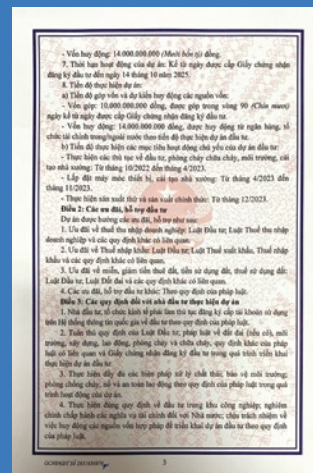 - Vốn huy động: 14.000.000.000 (Mười bốn tỷ) đồng.
7. Thời hạn hoạt động của dự án: Kể từ ngày được cấp Giấy chứng nhận
đăng ký đầu tư đến ngày 14 tháng 10 năm 2025.
8. Tiến độ thực hiện dự án:
a) Tiến độ góp vốn và dự kiến huy động các nguồn vốn:
- Vốn góp: 10.000.000.000 đồng, được góp trong vòng 90 (Chín mươi)
ngày kể từ ngày được cấp Giấy chứng nhận đăng ký đầu tư.
- Vốn huy động: 14.000.000.000 đồng, được huy động từ ngân hàng, tổ
chức tài chính trong/ngoài nước theo tiến độ thực hiện dự án đầu tư.
b) Tiến độ thực hiện các mục tiêu hoạt động chủ yếu của dự án đầu tư:
- Thực hiện các thủ tục về đầu tư, phòng cháy chữa cháy, môi trường, cải
tạo nhà xưởng: Từ tháng 10/2022 đến tháng 4/2023.
- Lắp đặt máy móc thiết bị, cải tạo nhà xưởng: Từ tháng 4/2023 đến
tháng 11/2023.
- Thực hiện sản xuất thử và sản xuất chính thức: Từ tháng 12/2023.
Điều 2: Các ưu đãi, hỗ trợ đầu tư
Dự án được hưởng các ưu đãi, hỗ trợ như sau:
1. Ưu đãi về thuế thu nhập doanh nghiệp: Luật Đầu tư; Luật Thuế thu nhập
doanh nghiệp và các quy định khác có liên quan.
2. Ưu đãi về Thuế nhập khẩu: Luật Đầu tư; Luật Thuế xuất khẩu, Thuế nhập
khẩu và các quy định khác có liên quan.
3. Ưu đãi về miễn, giảm tiền thuê đất, tiền sử dụng đất, thuế sử dụng đất:
Luật Đầu tư, Luật Đất đai và các quy định khác có liên quan.
4. Các ưu đãi, hỗ trợ đầu tư khác: Theo quy định của pháp luật.
Điều 3: Các quy định đối với nhà đầu tư thực hiện dự án
1. Nhà đầu tư, tổ chức kinh tế phải làm thủ tục đăng ký cấp tài khoản sử dụng
trên Hệ thống thông tin quốc gia về đầu tư theo quy định của pháp luật.
2. Tuân thủ quy định của Luật Đầu tư; pháp luật về đất đai (nếu có), môi
trường, xây dựng, lao động, phòng cháy và chữa cháy, quy định khác của pháp
luật có liên quan và Giấy chứng nhận đăng ký đầu tư trong quá trình triển khai
thực hiện dự án đầu tư.
3. Thực hiện đầy đủ các biện pháp xử lý chất thải; bảo vệ môi trường;
phòng chống cháy, nổ và an toàn lao động theo quy định của pháp luật trong quá
trình hoạt động của dự án.
4. Thực hiện đúng quy định về đầu tư trong khu công nghiệp; nghiêm
chỉnh chấp hành các nghĩa vụ tài chính đối với Nhà nước; chịu trách nhiệm về
việc huy động các nguồn vốn hợp pháp để triển khai dự án đầu tư theo quy định
của pháp luật.
3